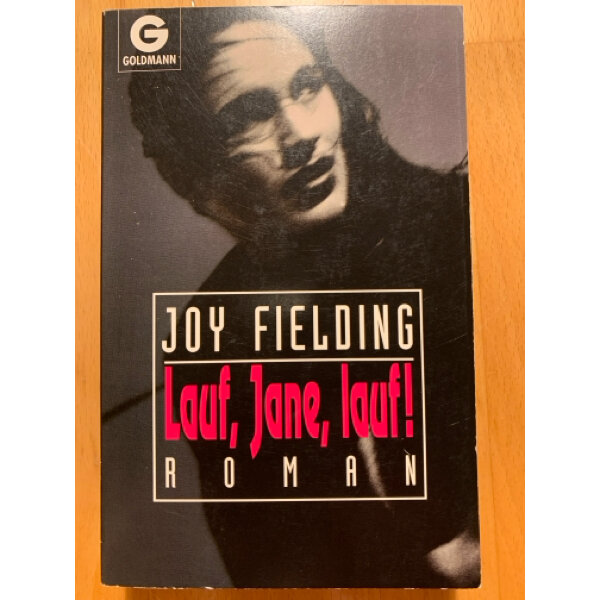 G
GOLDMANN
JOY FIELDING
Lauf, Jane, lauf!
ROMAN